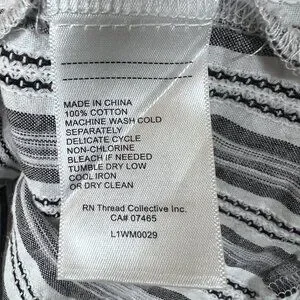 MADE IN CHINA
100% COTTON
MACHINE WASH COLD
SEPARATELY
DELICATE CYCLE
NON-CHLORINE
BLEACH IF NEEDED
TUMBLE DRY LOW
COOL IRON
OR DRY CLEAN
RN Thread Collective Inc.
CA# 07465
L1WM0029